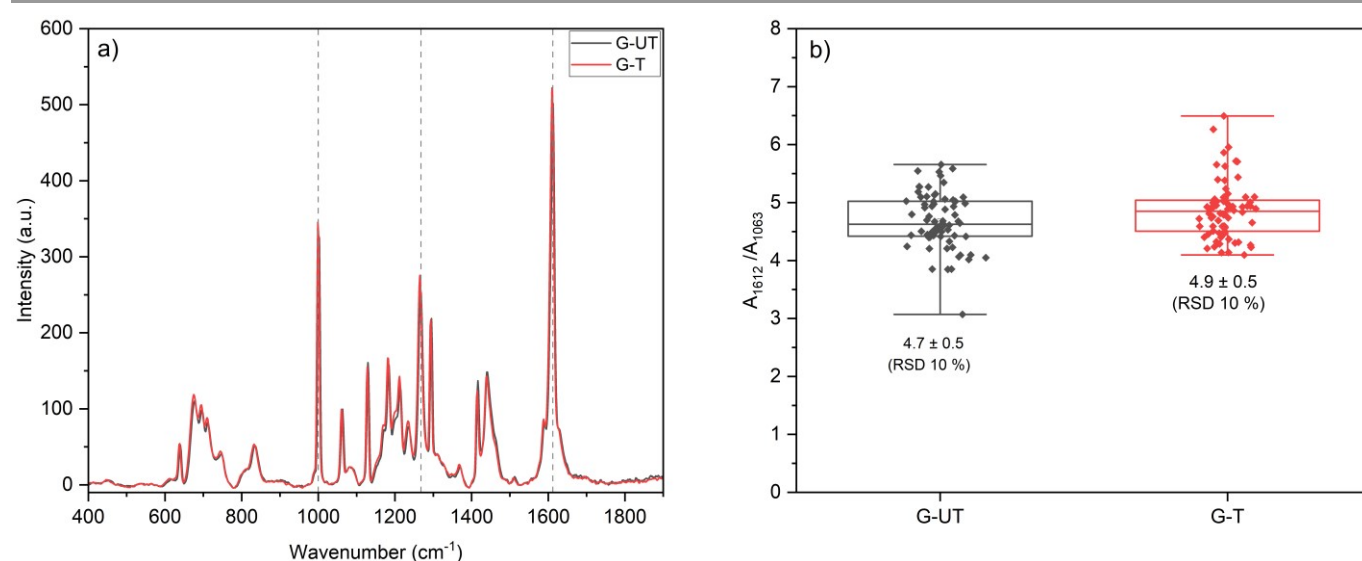 a)
G-UT
G-T
600
500
400
300
200
100
0
Intensity (a.u.)
400 600 800 1000 1200 1400 1600 1800
Wavenumber (cm⁻¹)
b)
8
7
6
5
4
3
2
1
0
A₁₆₁₂ /A₁₀₆₃
4.7 ± 0.5
(RSD 10 %)
4.9 ± 0.5
(RSD 10 %)
G-UT G-T